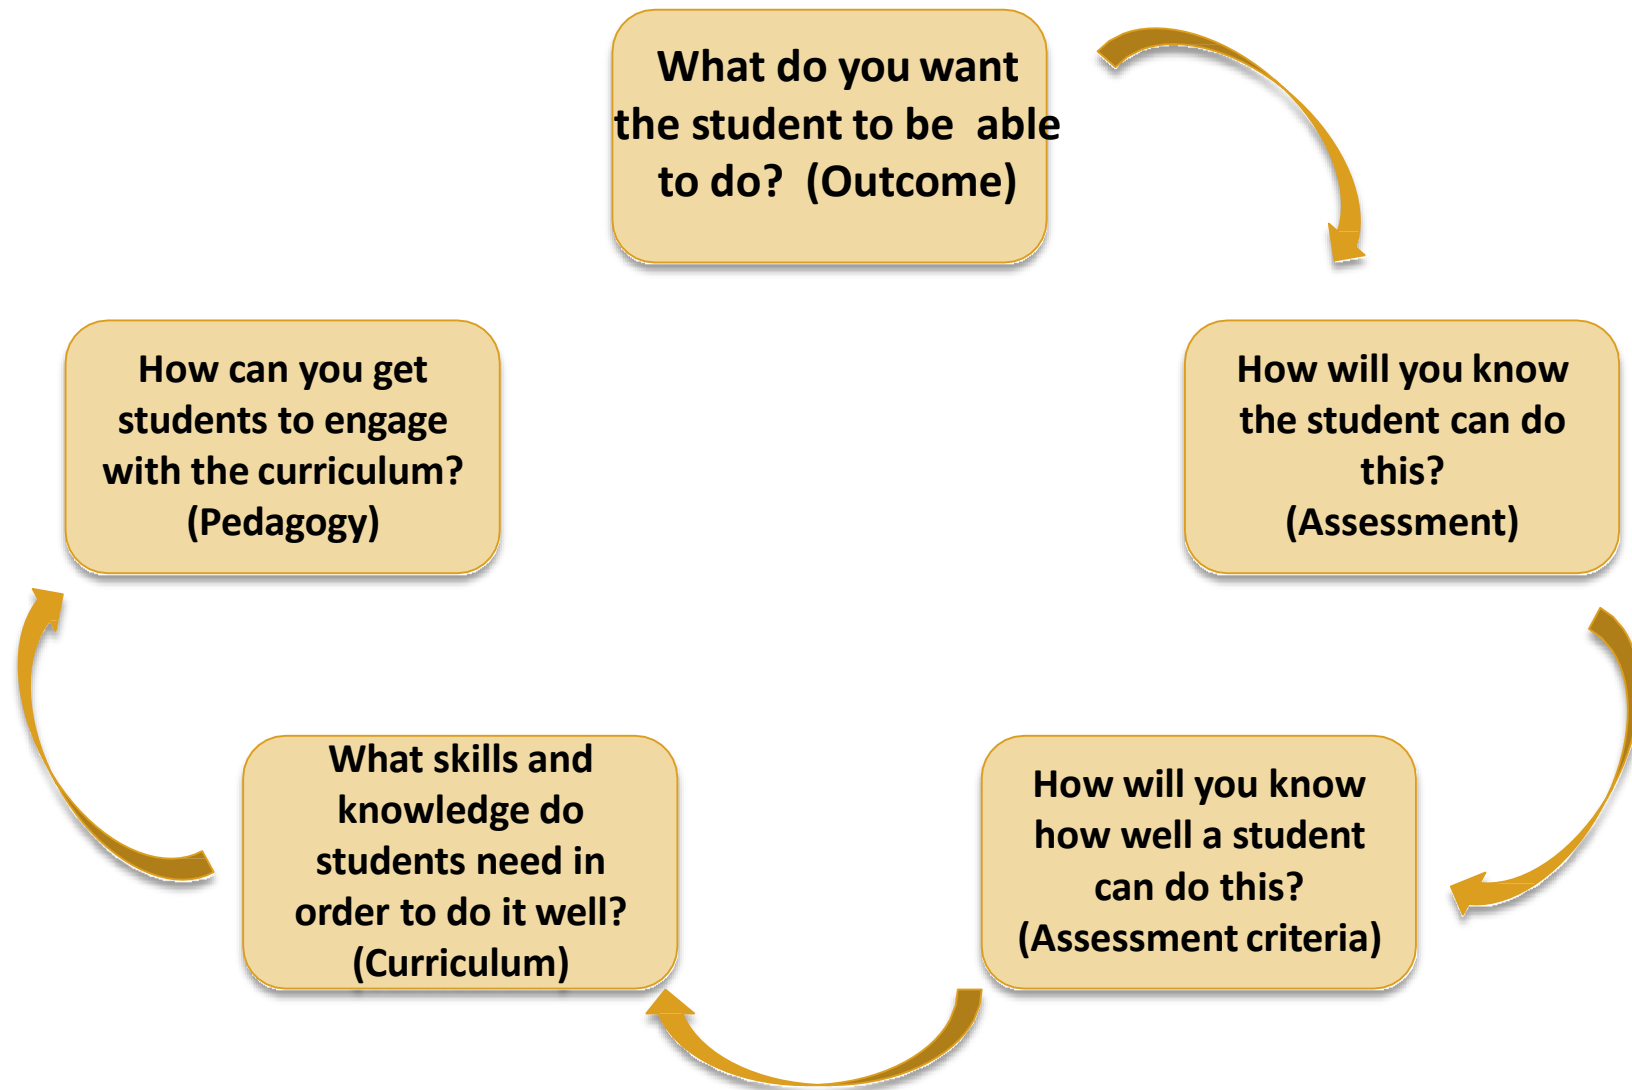 What do you want
the student to be able
to do? (Outcome)
How will you know
the student can do
this?
(Assessment)
How will you know
how well a student
can do this?
(Assessment criteria)
What skills and
knowledge do
students need in
order to do it well?
(Curriculum)
How can you get
students to engage
with the curriculum?
(Pedagogy)